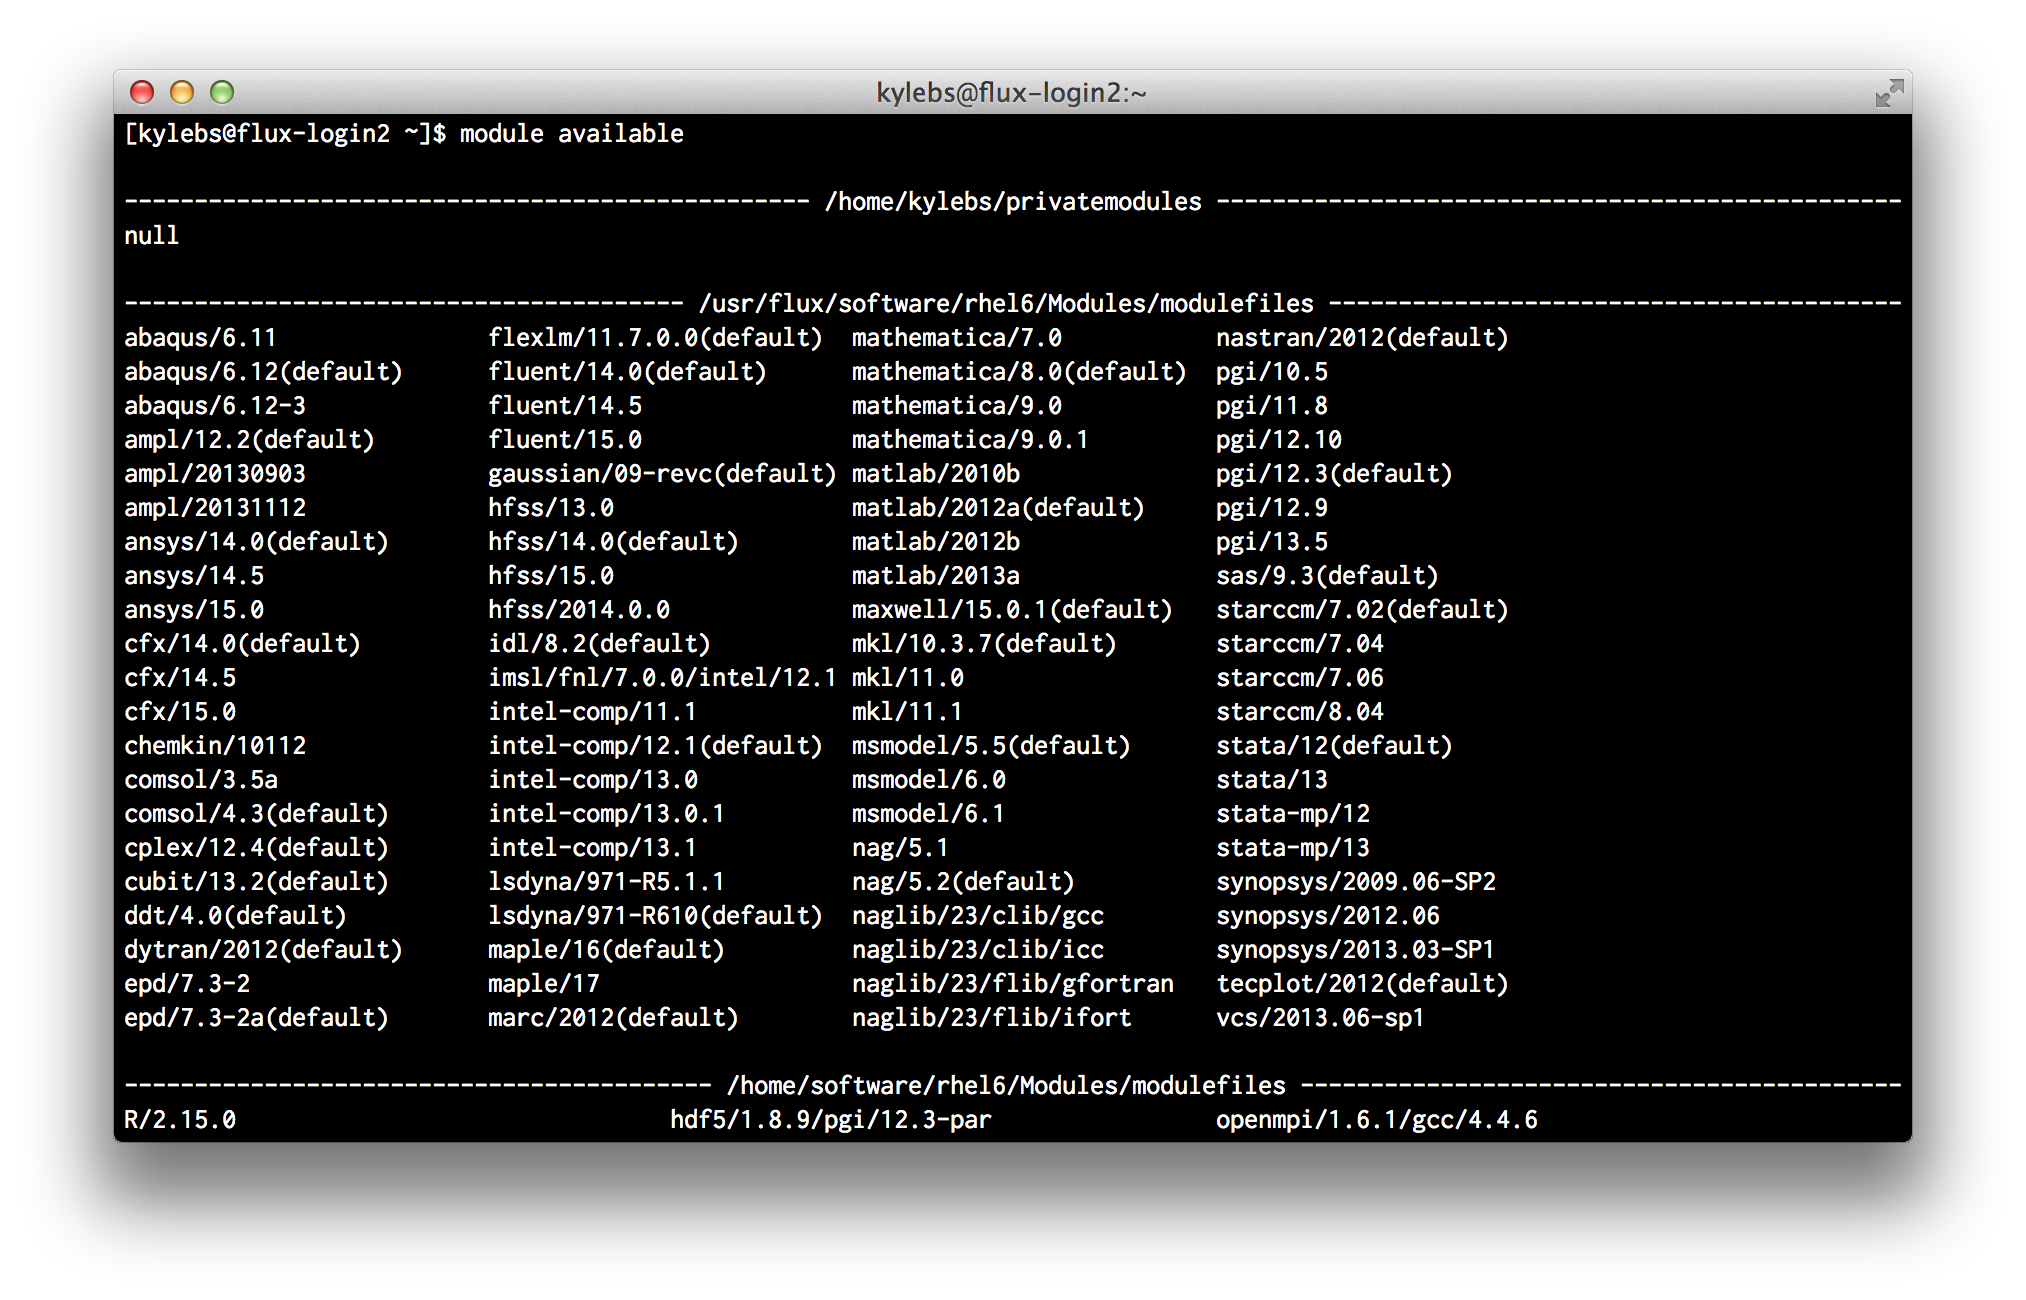 kylebs@flux-login2:~
[kylebs@flux-login2 ~]$ module available
------------------------------------------------- /home/kylebs/privatemodules -------------------------------------------------
null
---------------------------------------- /usr/flux/software/rhel6/Modules/modulefiles -----------------------------------------
abaqus/6.11 flexlm/11.7.0.0(default) mathematica/7.0 nastran/2012(default)
abaqus/6.12(default) fluent/14.0(default) mathematica/8.0(default) pgi/10.5
abaqus/6.12-3 fluent/14.5 mathematica/9.0 pgi/11.8
ampl/12.2(default) fluent/15.0 mathematica/9.0.1 pgi/12.10
ampl/20130903 gaussian/09-revc(default) matlab/2010b pgi/12.3(default)
ampl/20131112 hfss/13.0 matlab/2012a(default) pgi/12.9
ansys/14.0(default) hfss/14.0(default) matlab/2012b pgi/13.5
ansys/14.5 hfss/15.0 matlab/2013a sas/9.3(default)
ansys/15.0 hfss/2014.0.0 maxwell/15.0.1(default) starccm/7.02(default)
cfx/14.0(default) idl/8.2(default) mkl/10.3.7(default) starccm/7.04
cfx/14.5 imsl/fnl/7.0.0/intel/12.1 mkl/11.0 starccm/7.06
cfx/15.0 intel-comp/11.1 mkl/11.1 starccm/8.04
chemkin/10112 intel-comp/12.1(default) msmodel/5.5(default) stata/12(default)
comsol/3.5a intel-comp/13.0 msmodel/6.0 stata/13
comsol/4.3(default) intel-comp/13.0.1 msmodel/6.1 stata-mp/12
cplex/12.4(default) intel-comp/13.1 nag/5.1 stata-mp/13
cubit/13.2(default) lsdyna/971-R5.1.1 nag/5.2(default) synopsys/2009.06-SP2
ddt/4.0(default) lsdyna/971-R610(default) naglib/23/clib/gcc synopsys/2012.06
dytran/2012(default) maple/16(default) naglib/23/clib/icc synopsys/2013.03-SP1
epd/7.3-2 maple/17 naglib/23/flib/gfortran tecplot/2012(default)
epd/7.3-2a(default) marc/2012(default) naglib/23/flib/ifort vcs/2013.06-sp1
------------------------------------------ /home/software/rhel6/Modules/modulefiles -------------------------------------------
R/2.15.0 hdf5/1.8.9/pgi/12.3-par openmpi/1.6.1/gcc/4.4.6